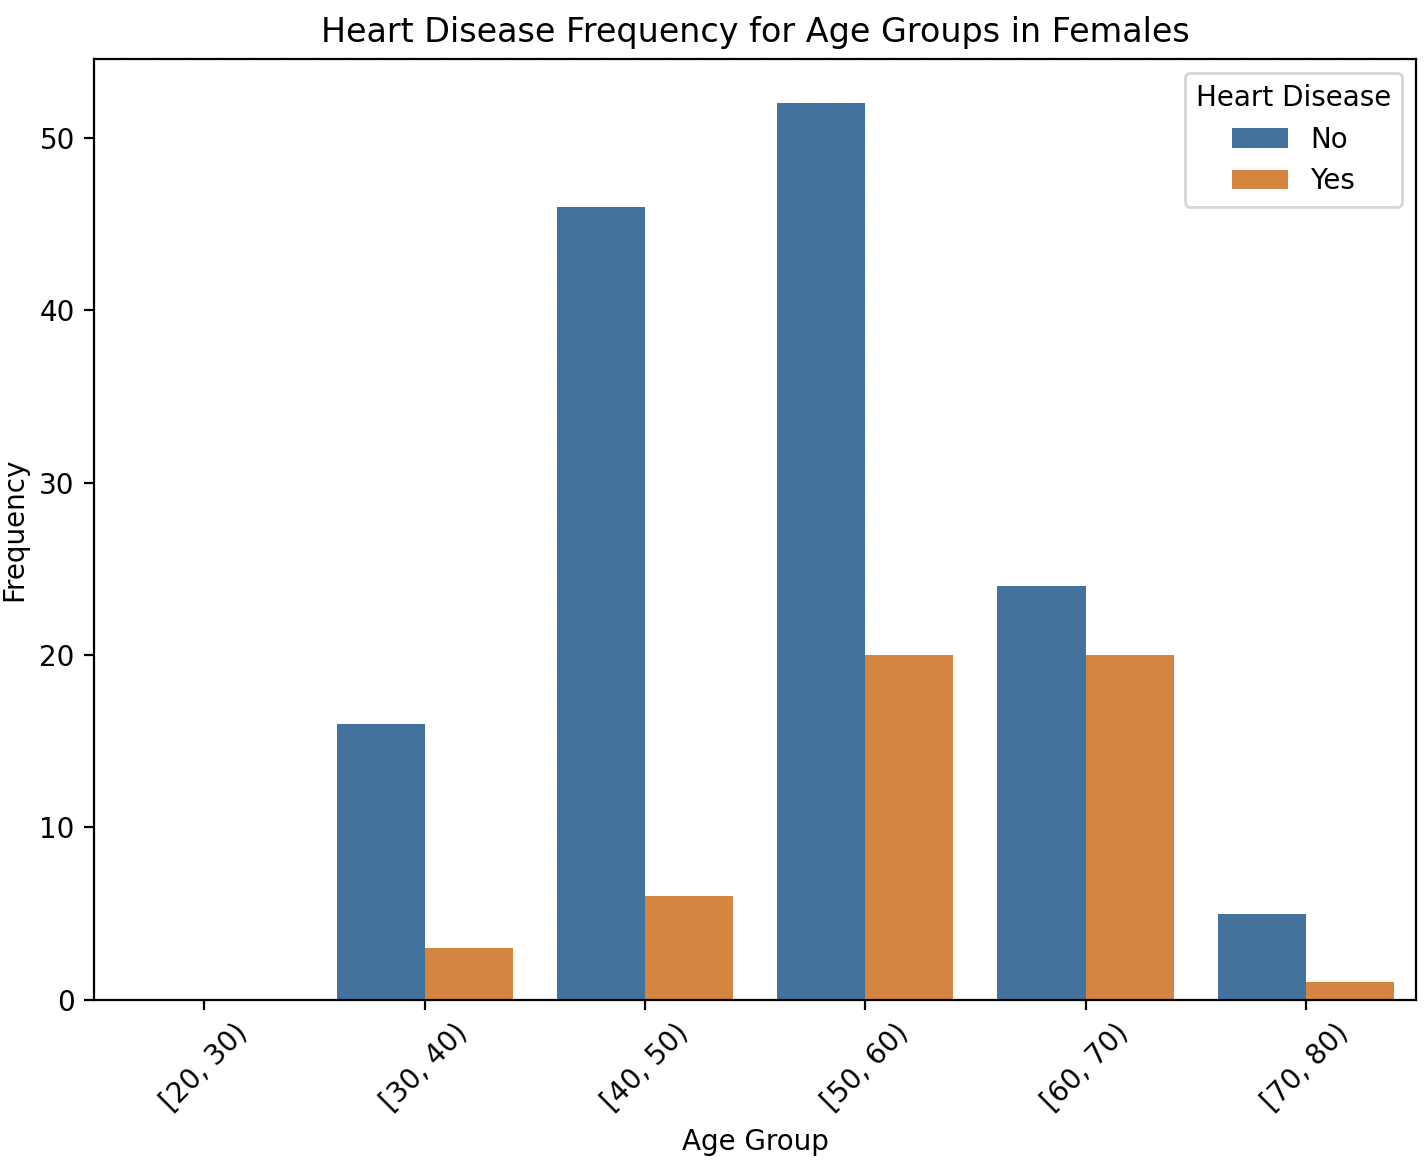 Heart Disease Frequency for Age Groups in Females
Heart Disease
No
Yes
50
40
30
20
10
0
Frequency
[20, 30)
[30, 40)
[40, 50)
[50, 60)
[60, 70)
[70, 80)
Age Group